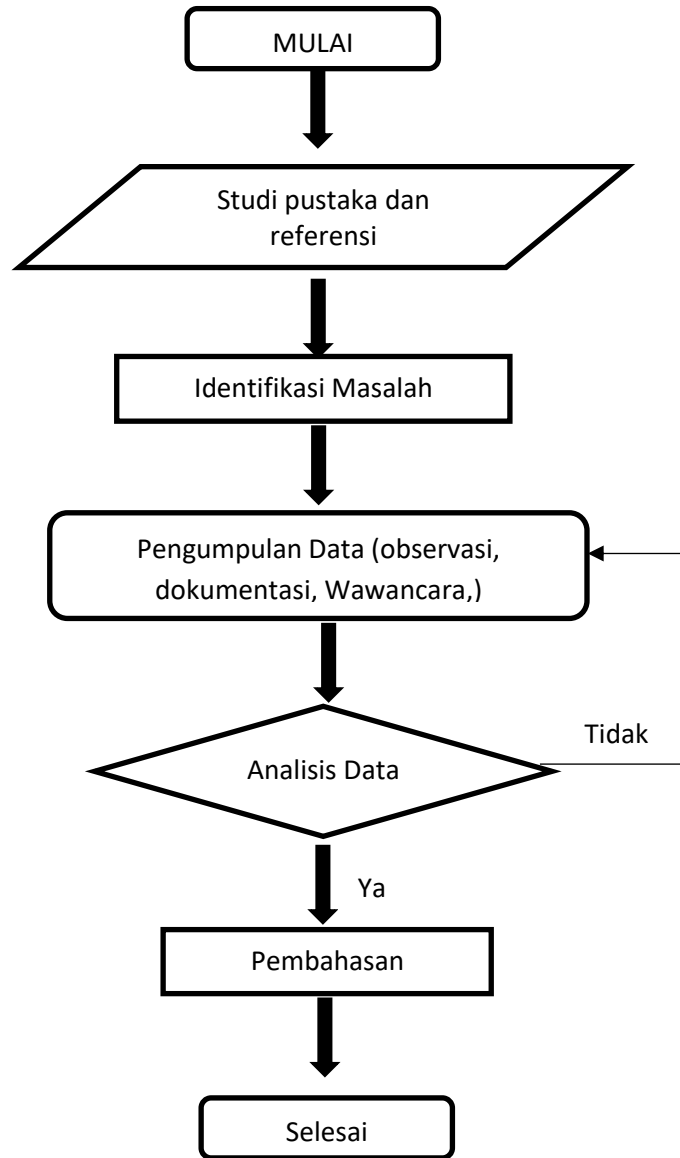 MULAI
Studi pustaka dan
referensi
Identifikasi Masalah
Pengumpulan Data (observasi,
dokumentasi, Wawancara,)
Tidak
Analisis Data
Ya
Pembahasan
Selesai